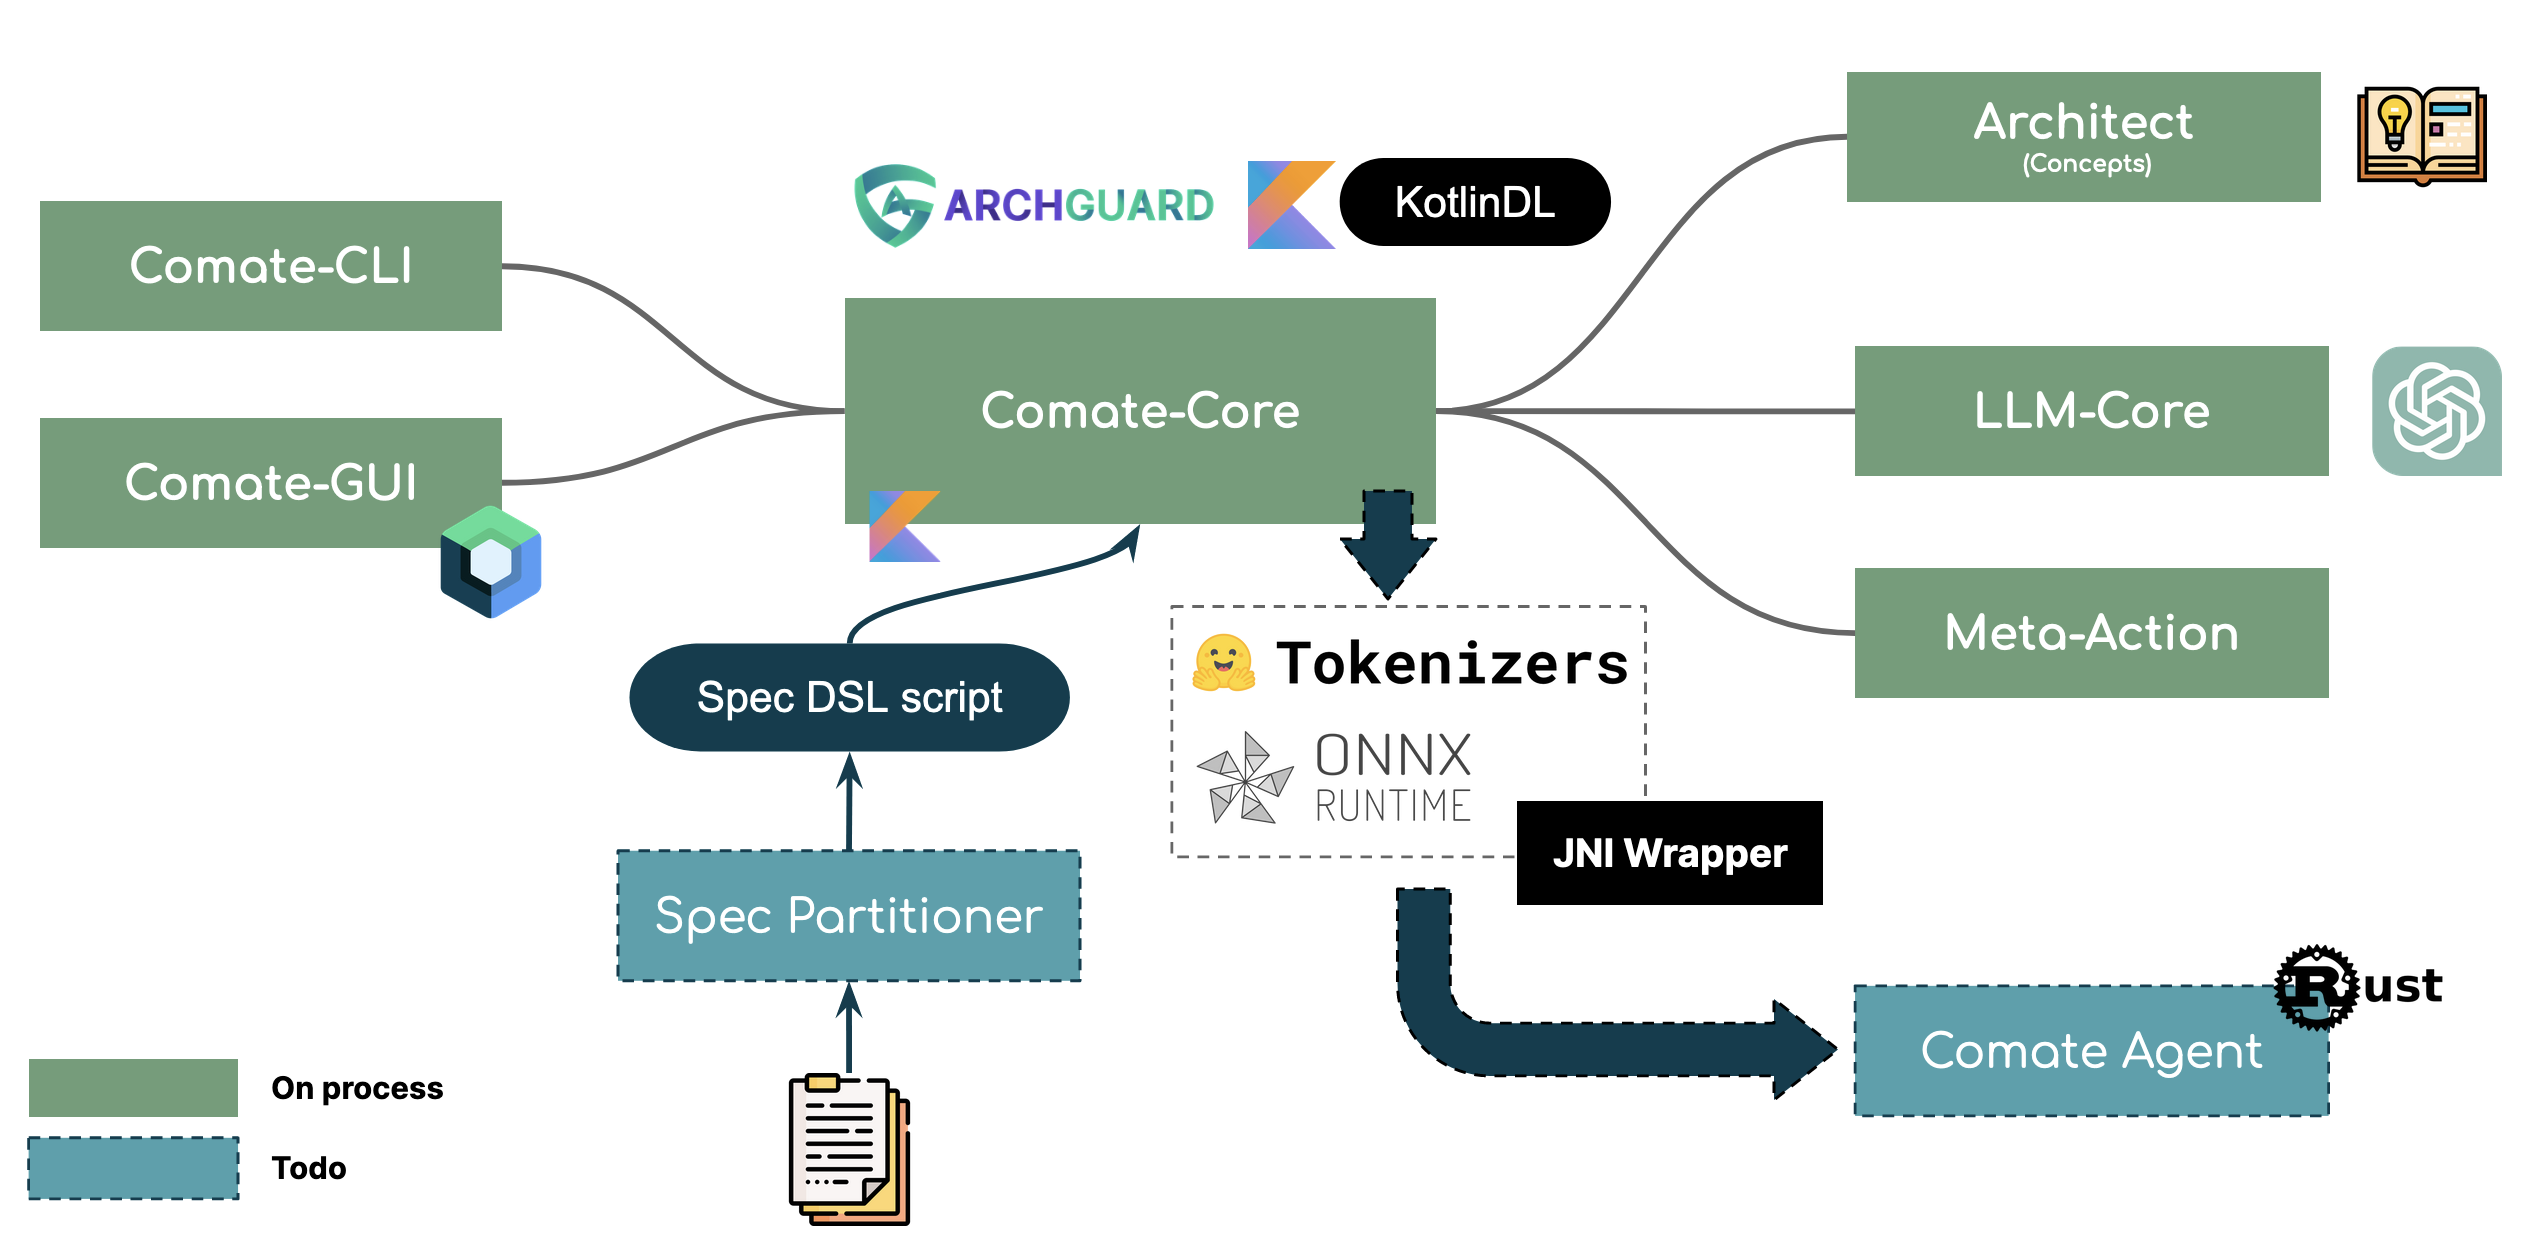 Architect
(Concepts)
ARCHGUARD
KotlinDL
Comate-CLI
Comate-Core
LLM-Core
Comate-GUI
Meta-Action
Spec DSL script
Tokenizers
ONNX
RUNTIME
JNI Wrapper
Spec Partitioner
Rust
Comate Agent
On process
Todo